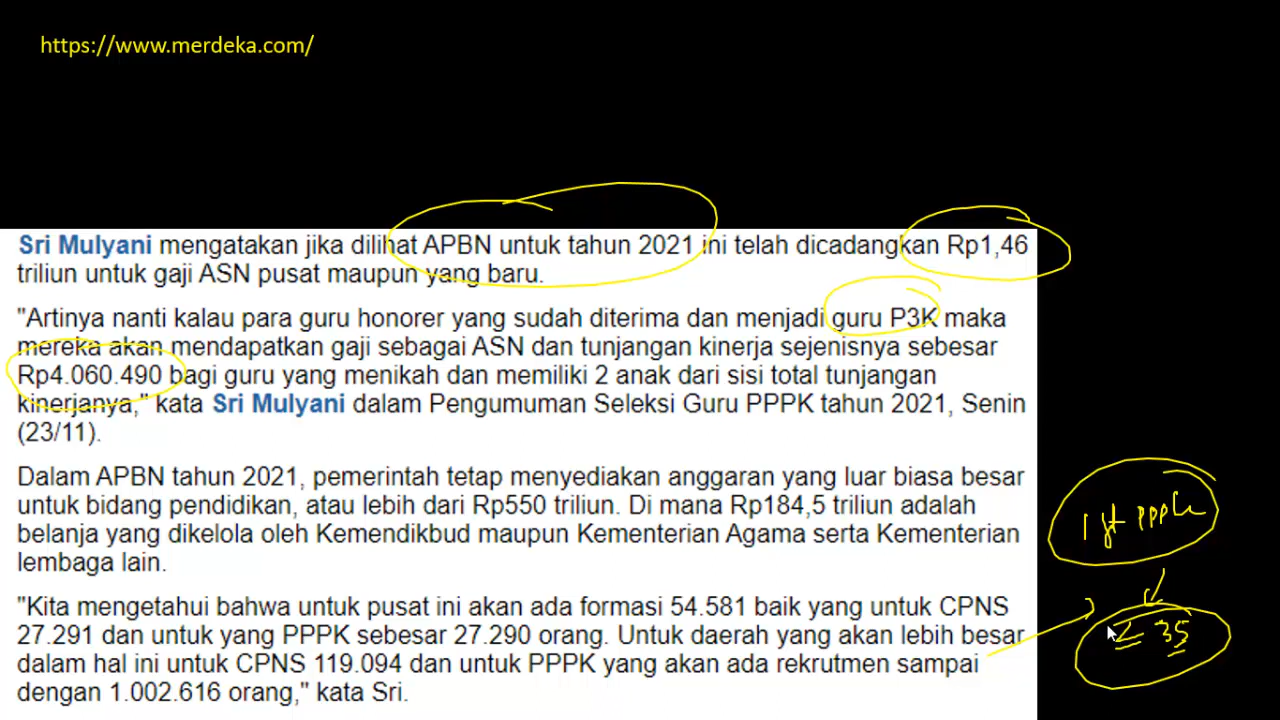 https://www.merdeka.com/
Sri Mulyani mengatakan jika dilihat APBN untuk tahun 2021 ini telah dicadangkan Rp1,46
triliun untuk gaji ASN pusat maupun yang baru.
"Artinya nanti kalau para guru honorer yang sudah diterima dan menjadi guru P3K maka
mereka akan mendapatkan gaji sebagai ASN dan tunjangan kinerja sejenisnya sebesar
Rp4.060.490 bagi guru yang menikah dan memiliki 2 anak dari sisi total tunjangan
kinerjanya," kata Sri Mulyani dalam Pengumuman Seleksi Guru PPPK tahun 2021, Senin
(23/11).
Dalam APBN tahun 2021, pemerintah tetap menyediakan anggaran yang luar biasa besar
untuk bidang pendidikan, atau lebih dari Rp550 triliun. Di mana Rp184,5 triliun adalah
belanja yang dikelola oleh Kemendikbud maupun Kementerian Agama serta Kementerian
lembaga lain.
1 jt PPPK
"Kita mengetahui bahwa untuk pusat ini akan ada formasi 54.581 baik yang untuk CPNS
27.291 dan untuk yang PPPK sebesar 27.290 orang. Untuk daerah yang akan lebih besar
≤ 35
dalam hal ini untuk CPNS 119.094 dan untuk PPPK yang akan ada rekrutmen sampai
dengan 1.002.616 orang," kata Sri.